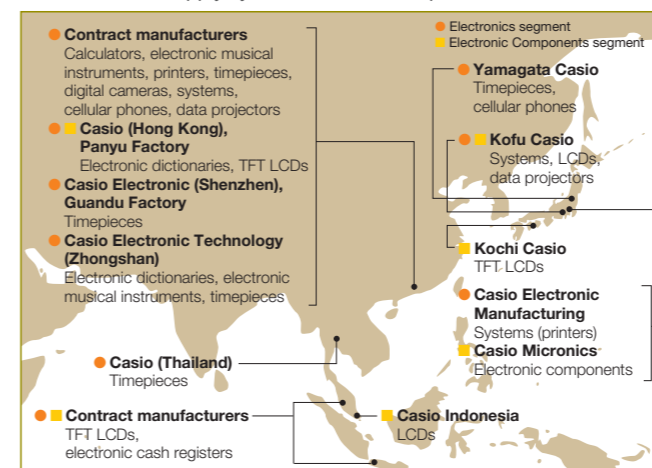 Contract manufacturers
Calculators, electronic musical
instruments, printers, timepieces,
digital cameras, systems,
cellular phones, data projectors
Casio (Hong Kong),
Panyu Factory
Electronic dictionaries, TFT LCDs
Casio Electronic (Shenzhen),
Guandu Factory
Timepieces
Casio Electronic Technology
(Zhongshan)
Electronic dictionaries, electronic
musical instruments, timepieces
Casio (Thailand)
Timepieces
Contract manufacturers
TFT LCDs,
electronic cash registers
Electronics segment
Electronic Components segment
Yamagata Casio
Timepieces,
cellular phones
Kofu Casio
Systems, LCDs,
data projectors
Kochi Casio
TFT LCDs
Casio Electronic
Manufacturing
Systems (printers)
Casio Micronics
Electronic components
Casio Indonesia
LCDs